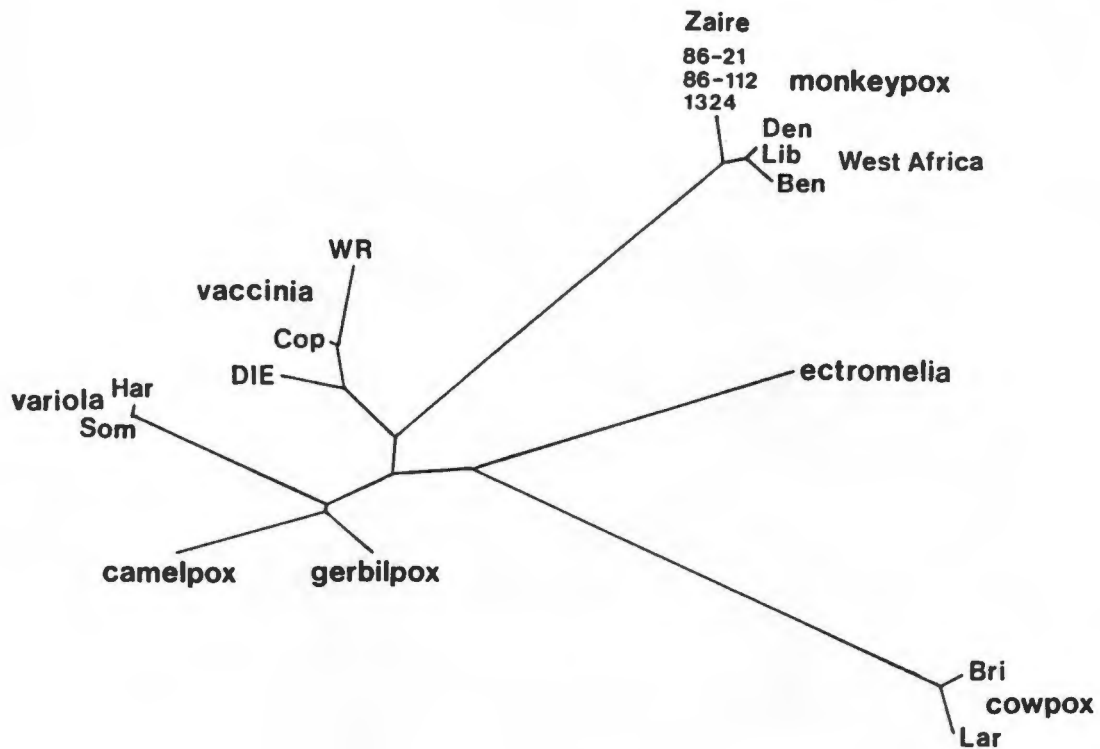 Zaire
86-21
86-112
1324
monkeypox
Den
Lib
Ben
West Africa
WR
vaccinia
Cop
DIE
variola
Har
Som
ectromelia
camelpox
gerbilpox
Bri
cowpox
Lar